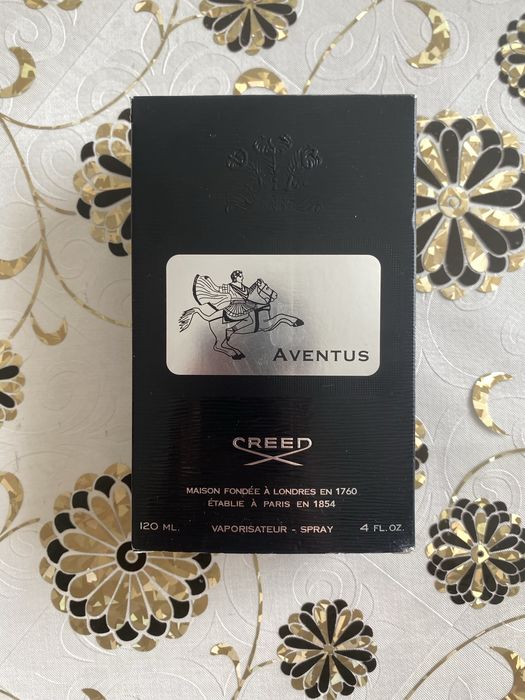 AVENTUS
CREED
MAISON FONDÉE À LONDRES EN 1760
ÉTABLIE À PARIS EN 1854
120 ML. VAPORISATEUR - SPRAY 4 FL.OZ.